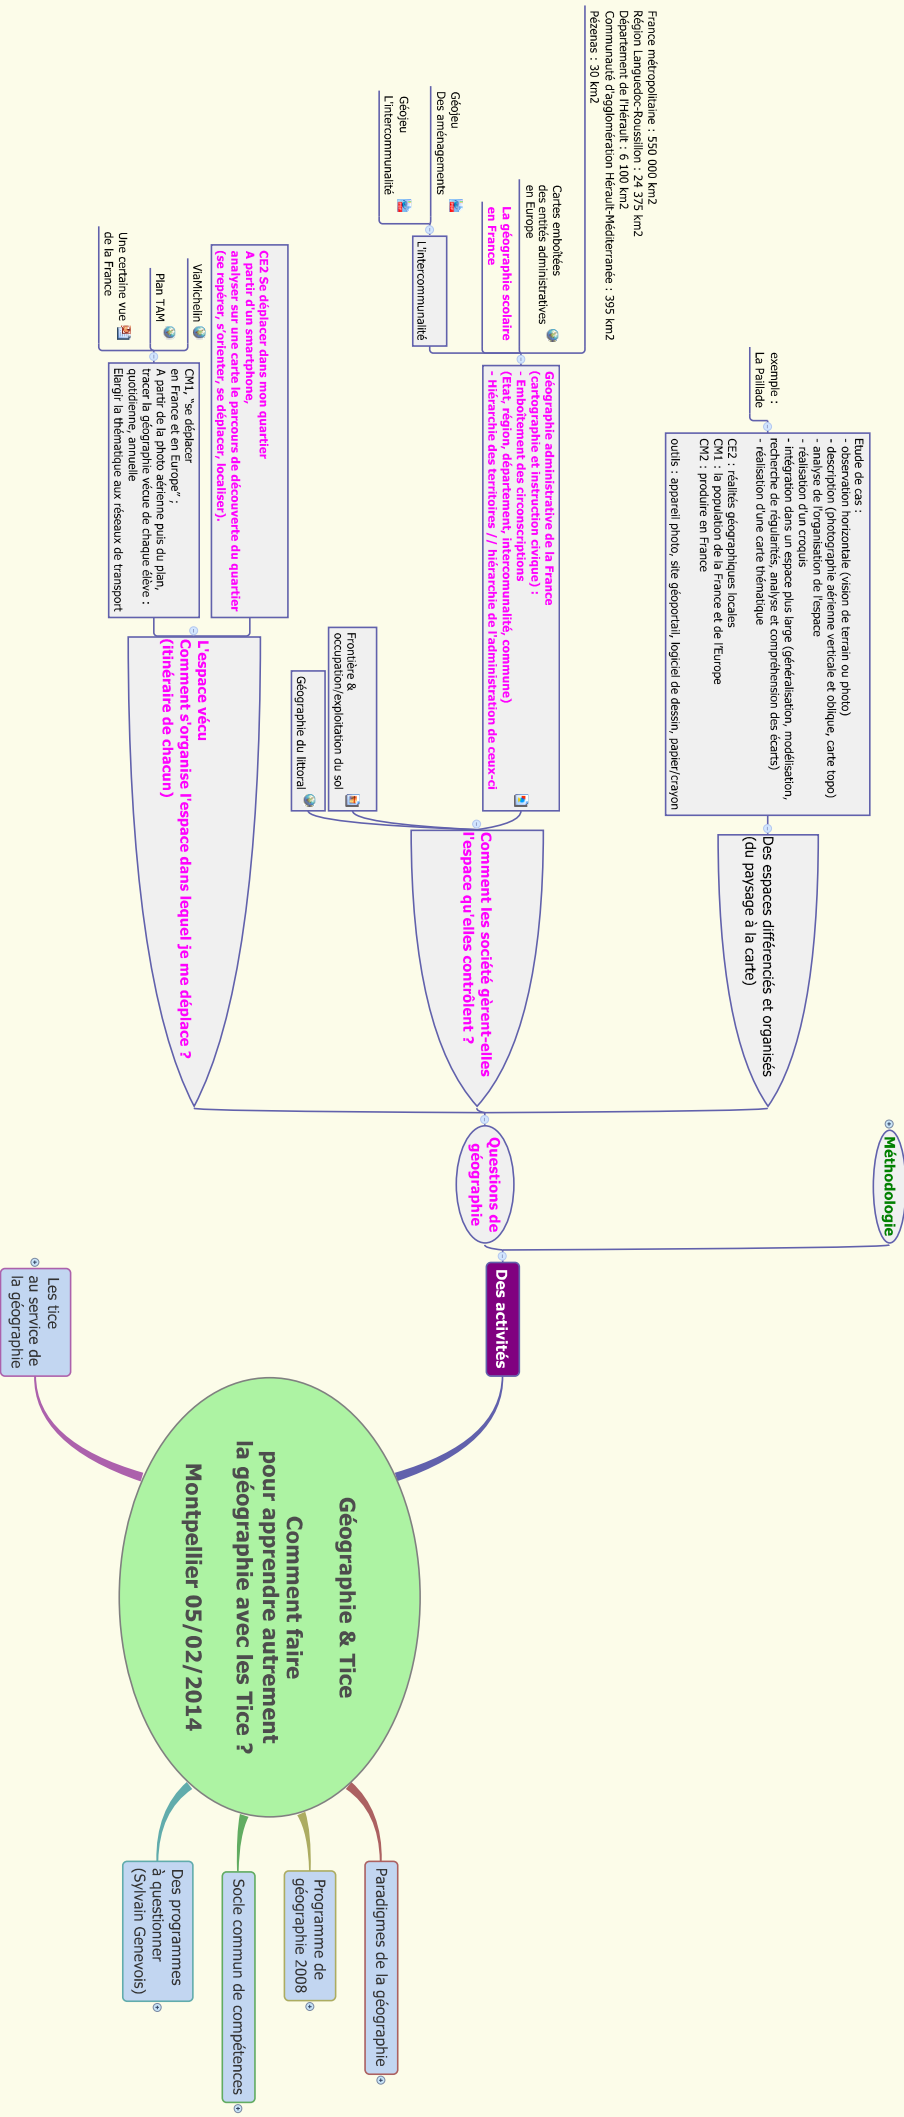 Géographie & Tice
Comment faire
pour apprendre autrement
la géographie avec les Tice ?
Montpellier 05/02/2014
Paradigmes de la géographie
Programme de
géographie 2008
Socle commun de compétences
Des programmes
à questionner
(Sylvain Genevois)
Des activités
Méthodologie
Questions de
géographie
Des espaces différenciés et organisés
(du paysage à la carte)
Etude de cas :
- observation horizontale (vision de terrain ou photo)
- description (photographie aérienne verticale et oblique, carte topo)
- analyse de l'organisation de l'espace
- réalisation d'un croquis
- intégration dans un espace plus large (généralisation, modélisation,
recherche de régularités, analyse et compréhension des écarts)
- réalisation d'une carte thématique
CE2 : réalités géographiques locales
CM1 : la population de la France et de l'Europe
CM2 : produire en France
outils : appareil photo, site géoportail, logiciel de dessin, papier/crayon
exemple :
La Paillade
Comment les société gèrent-elles
l'espace qu'elles contrôlent ?
Géographie administrative de la France
(cartographie et instruction civique) :
- Emboîtement des circonscriptions
(Etat, région, département, intercomunalité, commune)
- Hiérarchie des territoires // hiérarchie de l'administration de ceux-ci
France métropolitaine : 550 000 km2
Région Languedoc-Roussillon : 24 375 km2
Département de l'Hérault : 6 100 km2
Communauté d'agglomération Hérault-Méditerranée : 395 km2
Pézenas : 30 km2
Cartes emboîtées
des entités administratives
en Europe
La géographie scolaire
en France
L'intercommunalité
Géojeu
Des aménagements
Géojeu
L'intercommunalité
Frontière &
occupation/exploitation du sol
Géographie du littoral
L'espace vécu
Comment s'organise l'espace dans lequel je me déplace ?
(itinéraire de chacun)
CE2 Se déplacer dans mon quartier
A partir d'un smartphone,
analyser sur une carte le parcours de découverte du quartier
(se repérer, s'orienter, se déplacer, localiser).
CM1, "se déplacer
en France et en Europe" ;
A partir de la photo aérienne puis du plan,
tracer la géographie vécue de chaque élève :
quotidienne, annuelle
Elargir la thématique aux réseaux de transport
ViaMichelin
Plan TAM
Une certaine vue
de la France
Les tice
au service de
la géographie